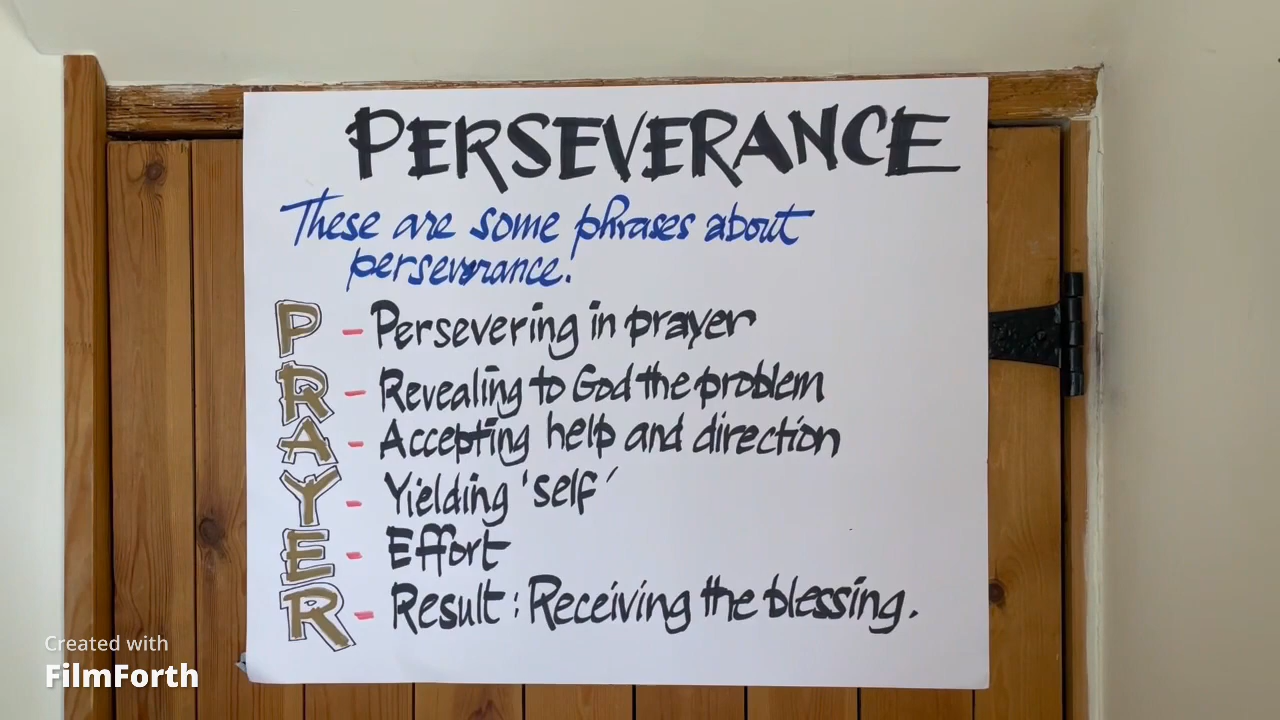 PERSEVERANCE
These are some phrases about
perseverance.
P - Persevering in prayer
R - Revealing to God the problem
A - Accepting help and direction
Y - Yielding 'self'
E - Effort
R - Result : Receiving the blessing.
Created with
FilmForth